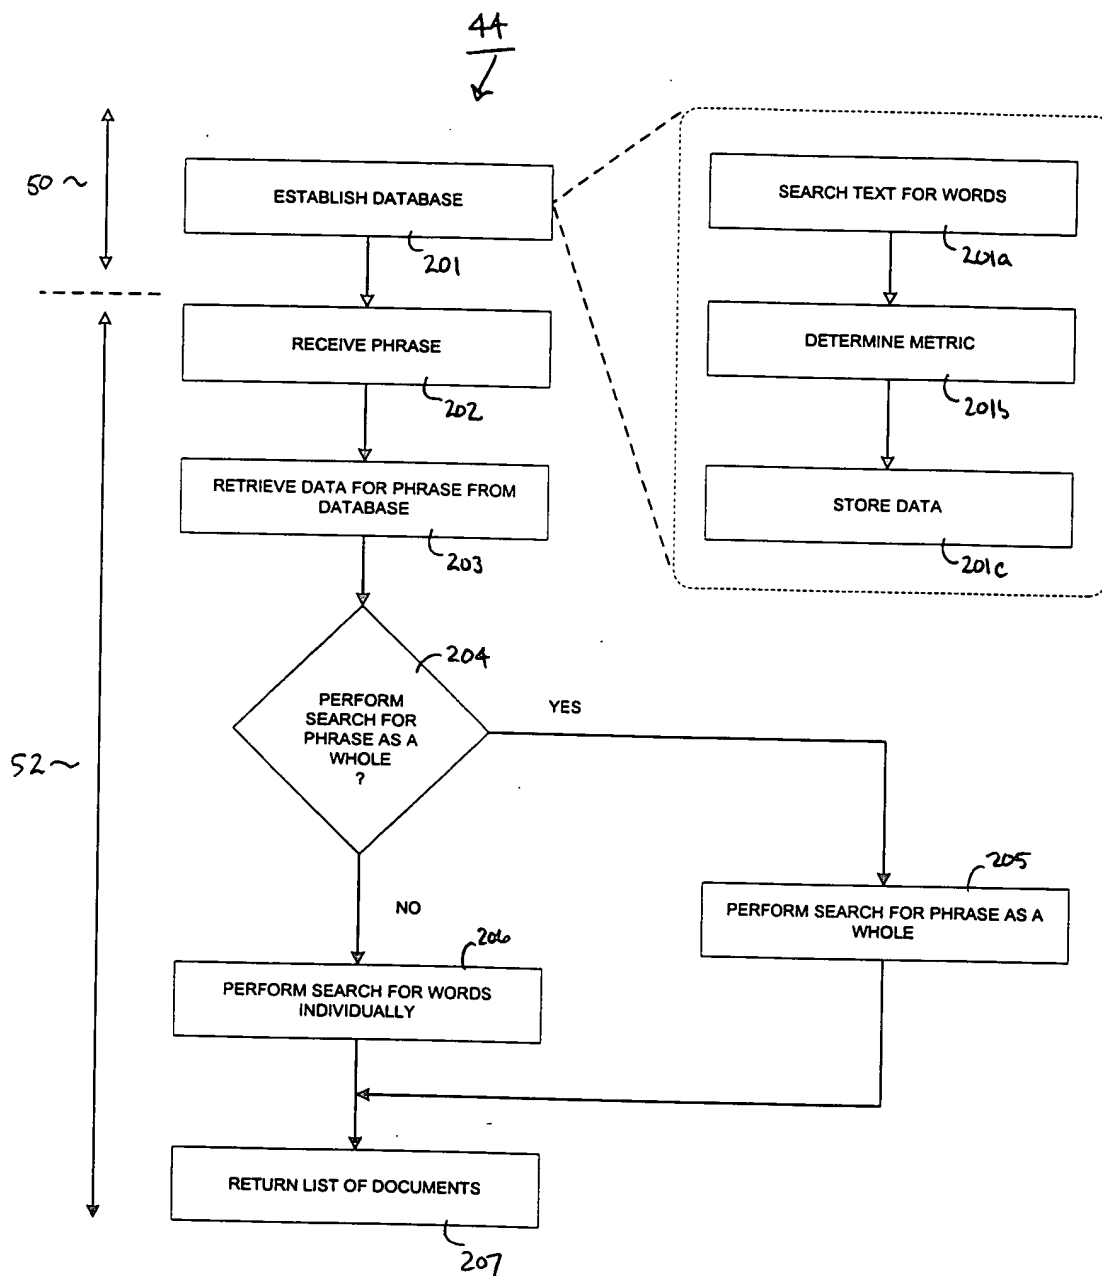 44
50~
ESTABLISH DATABASE
201
SEARCH TEXT FOR WORDS
201a
RECEIVE PHRASE
202
DETERMINE METRIC
201b
RETRIEVE DATA FOR PHRASE FROM
DATABASE
203
STORE DATA
201c
204
PERFORM
SEARCH FOR
PHRASE AS A
WHOLE
?
YES
52~
NO
205
PERFORM SEARCH FOR PHRASE AS A
WHOLE
206
PERFORM SEARCH FOR WORDS
INDIVIDUALLY
RETURN LIST OF DOCUMENTS
207